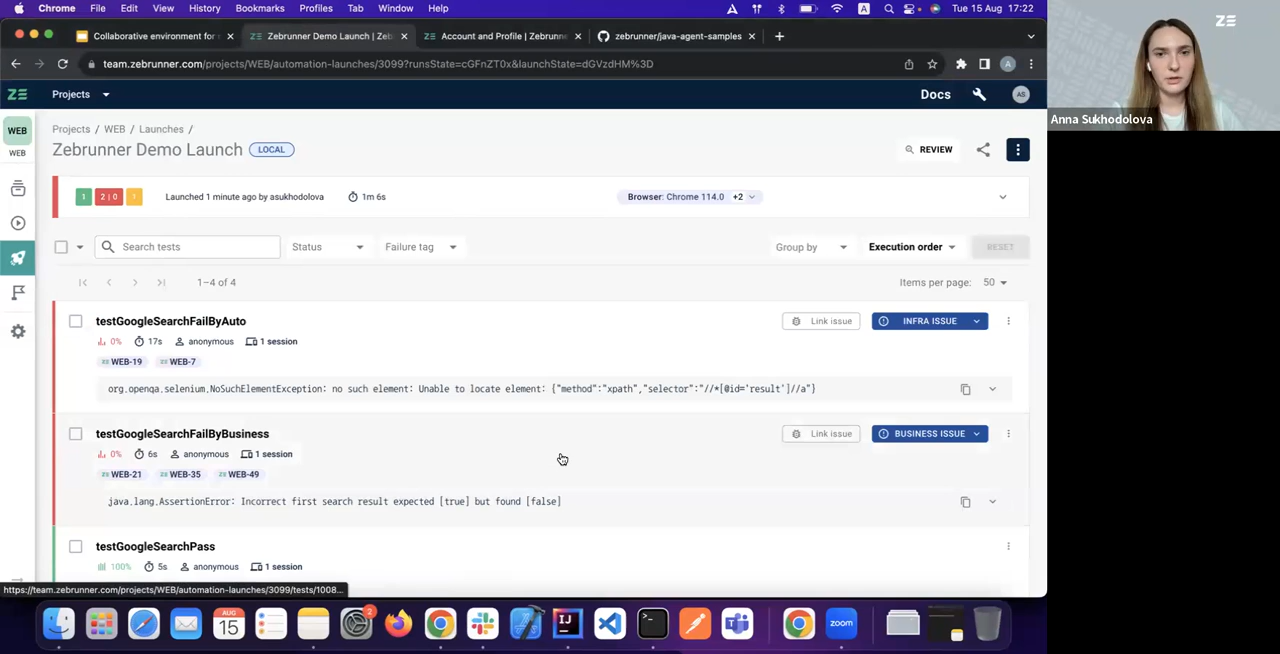 Chrome File Edit View History Bookmarks Profiles Tab Window Help A Tue 15 Aug 17:22
Collaborative environment for Zebrunner Demo Launch | Zeb Account and Profile | Zebrunne zebrunner/java-agent-samples
team.zebrunner.com/projects/WEB/automation-launches/3099?runsState=cGFnZT0x&launchState=dGVzdHM%3D A
ZE
Anna Sukhodolova
ZE Projects Docs AS
WEB
WEB
Projects / WEB / Launches /
Zebrunner Demo Launch LOCAL REVIEW
1 2 | 0 1 Launched 1 minute ago by asukhodolova 1m 6s Browser: Chrome 114.0 +2
Search tests Status Failure tag Group by Execution order RESET
1–4 of 4 Items per page: 50
testGoogleSearchFailByAuto Link issue INFRA ISSUE
0% 17s anonymous 1 session
WEB-19 WEB-7
org.openqa.selenium.NoSuchElementException: no such element: Unable to locate element: {"method":"xpath","selector":"//*[@id='result']//a"}
testGoogleSearchFailByBusiness Link issue BUSINESS ISSUE
0% 6s anonymous 1 session
WEB-21 WEB-35 WEB-49
java.lang.AssertionError: Incorrect first search result expected [true] but found [false]
testGoogleSearchPass
100% 5s anonymous 1 session
https://team.zebrunner.com/projects/WEB/automation-launches/3099/tests/1008...
AUG
15
2
IJ
zoom